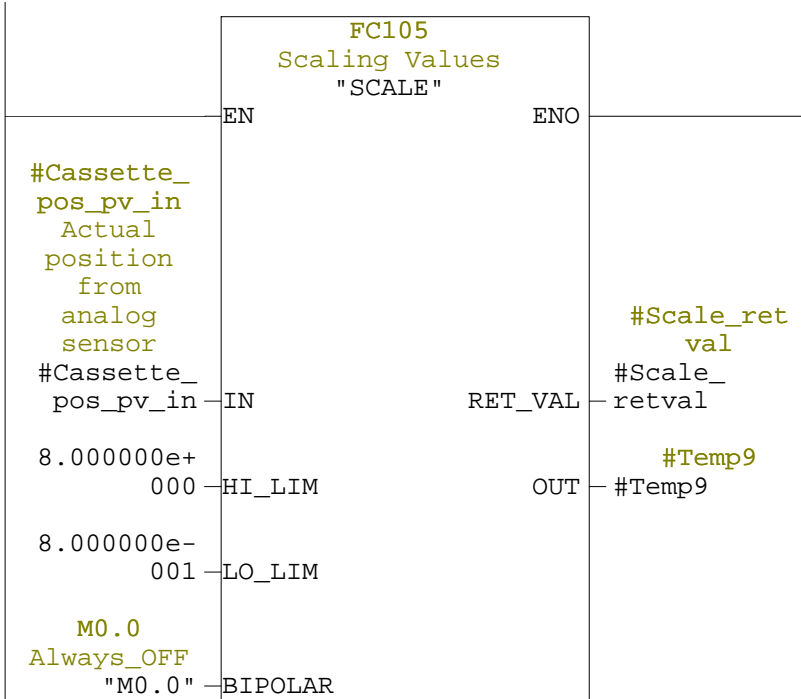 FC105
Scaling Values
"SCALE"
EN ENO
#Cassette_
pos_pv_in
Actual
position
from
analog
sensor
#Cassette_
pos_pv_in IN
#Scale_ret
val
#Scale_
RET_VAL retval
8.000000e+
000 HI_LIM
#Temp9
OUT #Temp9
8.000000e-
001 LO_LIM
M0.0
Always_OFF
"M0.0" BIPOLAR